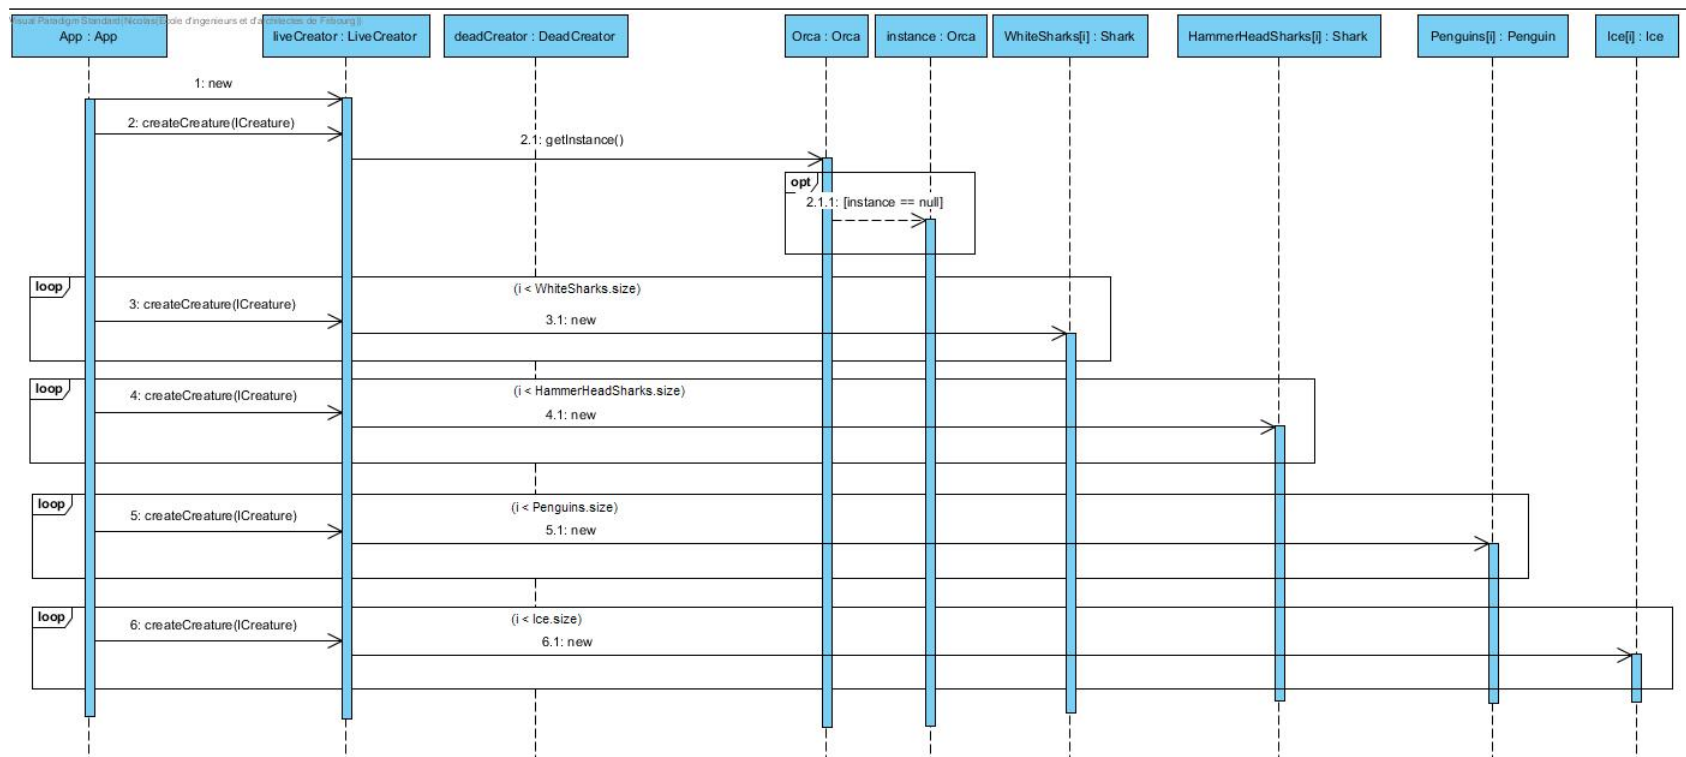 Visual Paradigm Standard(Nicolas(Ecole d'ingenieurs et d'architectes de Fribourg))
App : App
liveCreator : LiveCreator
deadCreator : DeadCreator
Orca : Orca
instance : Orca
WhiteSharks[i] : Shark
HammerHeadSharks[i] : Shark
Penguins[i] : Penguin
Ice[i] : Ice
1: new
2: createCreature(ICreature)
2.1: getInstance()
opt
2.1.1: [instance == null]
loop
(i < WhiteSharks.size)
3: createCreature(ICreature)
3.1: new
loop
(i < HammerHeadSharks.size)
4: createCreature(ICreature)
4.1: new
loop
(i < Penguins.size)
5: createCreature(ICreature)
5.1: new
loop
(i < Ice.size)
6: createCreature(ICreature)
6.1: new